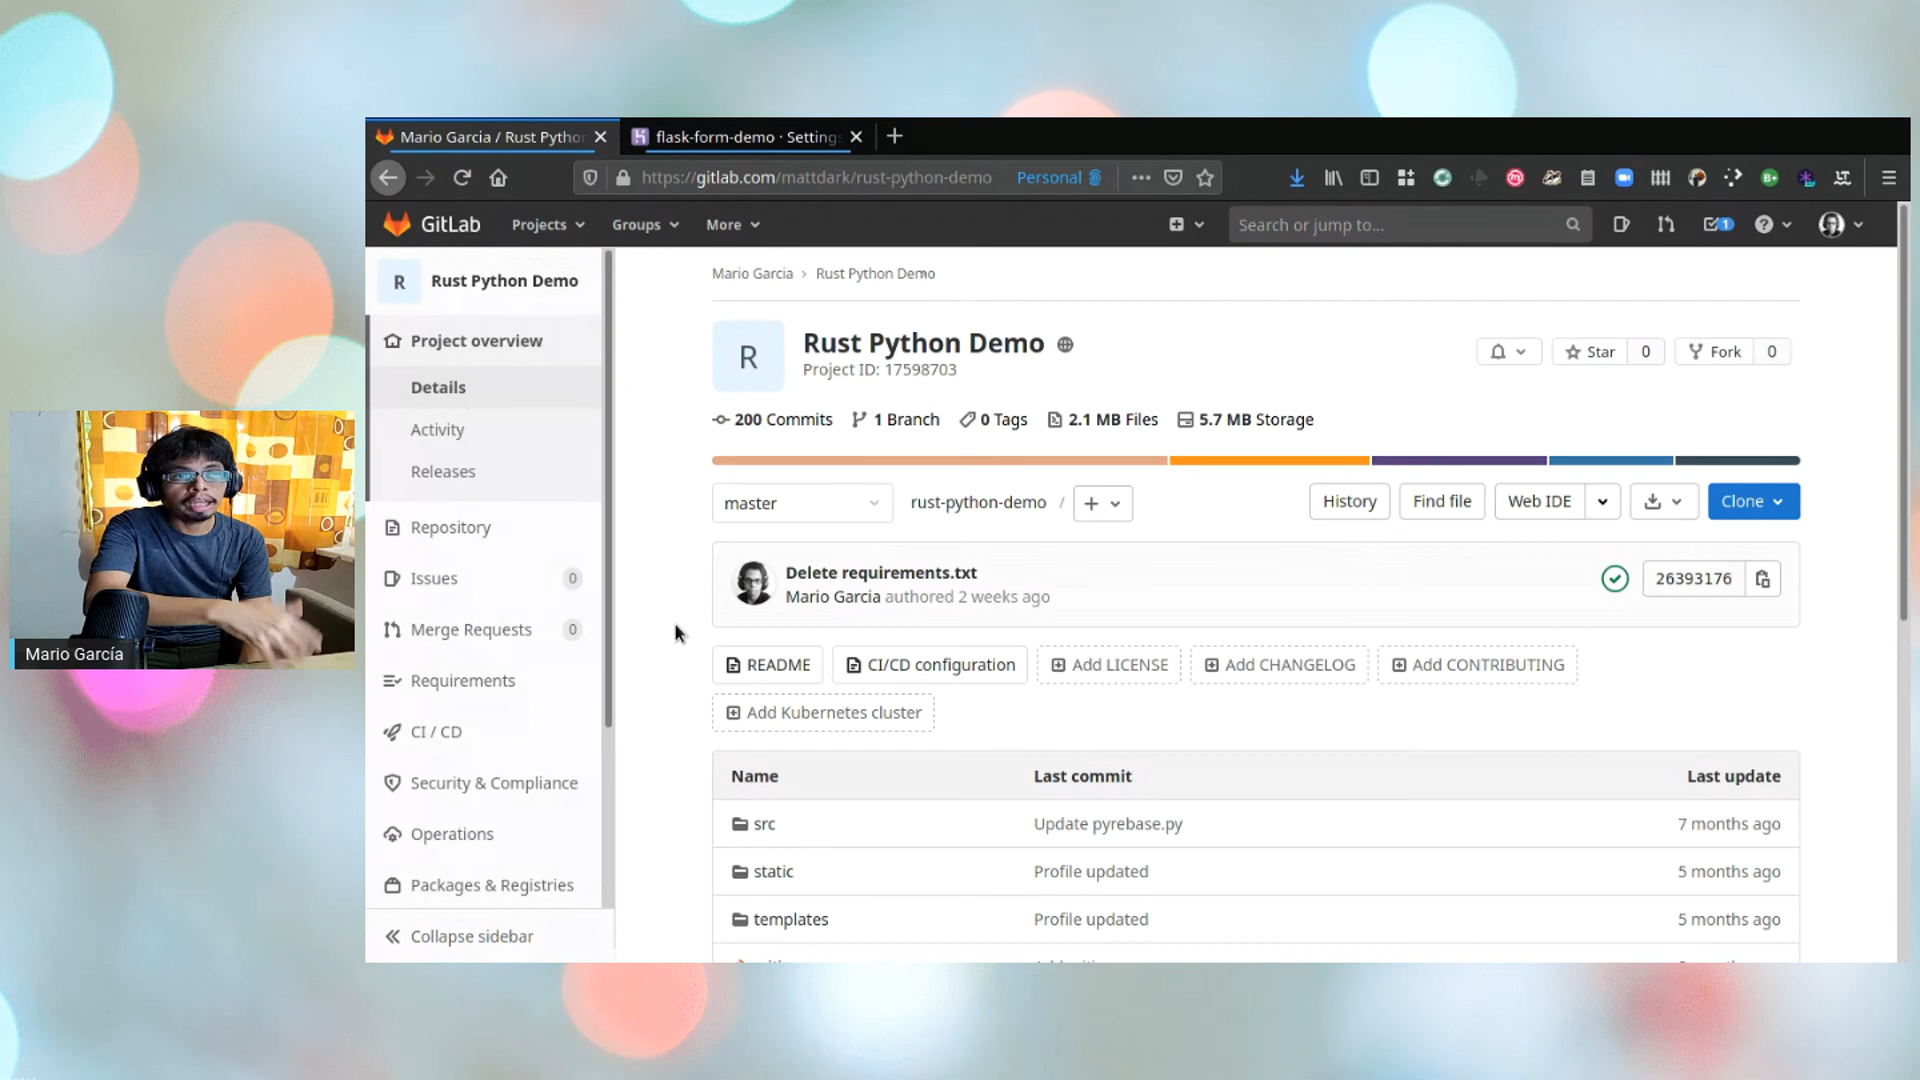 Mario Garcia / Rust Pytho
flask-form-demo · Settings
https://gitlab.com/mattdark/rust-python-demo
Personal
GitLab
Projects
Groups
More
Search or jump to...
1
R
Rust Python Demo
Project overview
Details
Activity
Releases
Repository
Issues
0
Merge Requests
0
Requirements
CI / CD
Security & Compliance
Operations
Packages & Registries
Collapse sidebar
Mario Garcia › Rust Python Demo
R
Rust Python Demo
Project ID: 17598703
Star
0
Fork
0
200 Commits
1 Branch
0 Tags
2.1 MB Files
5.7 MB Storage
master
rust-python-demo /
History
Find file
Web IDE
Clone
Delete requirements.txt
Mario Garcia authored 2 weeks ago
26393176
README
CI/CD configuration
Add LICENSE
Add CHANGELOG
Add CONTRIBUTING
Add Kubernetes cluster
Name
Last commit
Last update
src
Update pyrebase.py
7 months ago
static
Profile updated
5 months ago
templates
Profile updated
5 months ago
Mario García